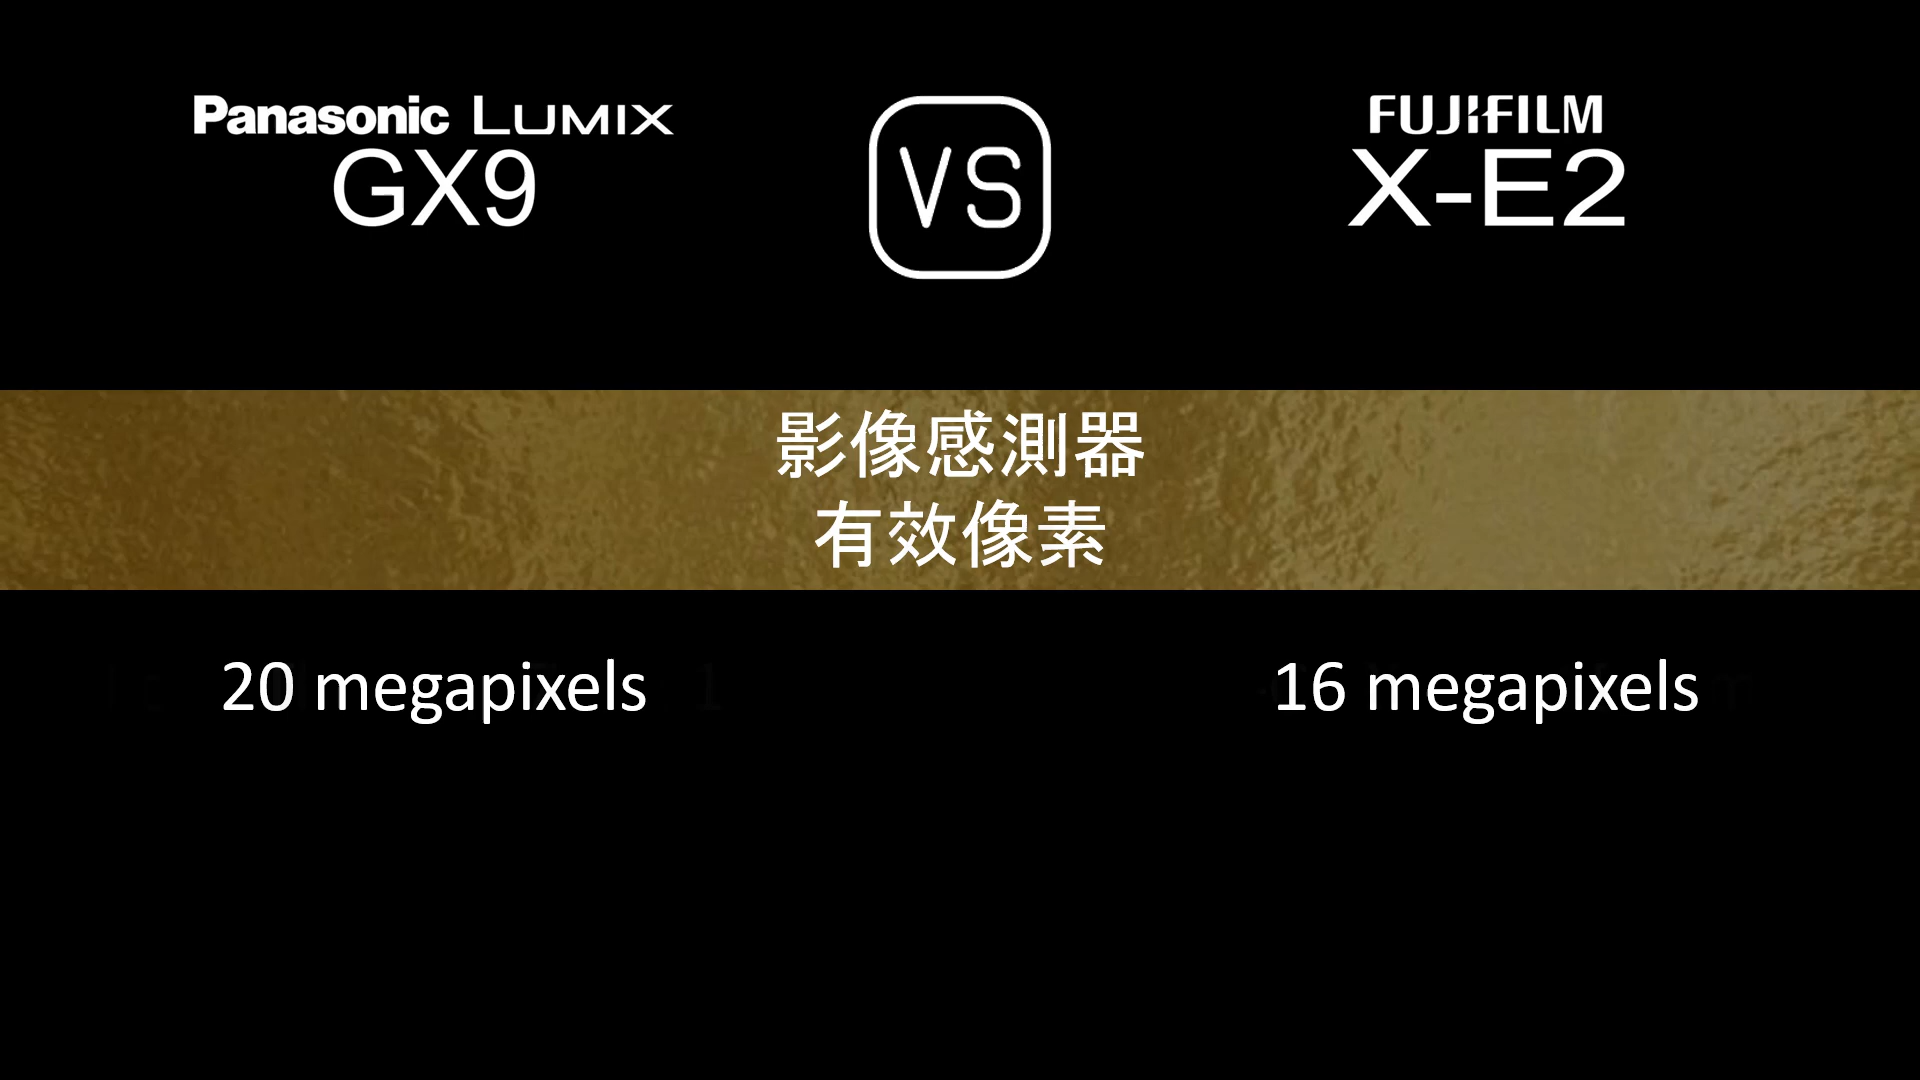 Panasonic LUMIX
GX9
VS
FUJIFILM
X-E2
影像感測器
有效像素
20 megapixels
16 megapixels